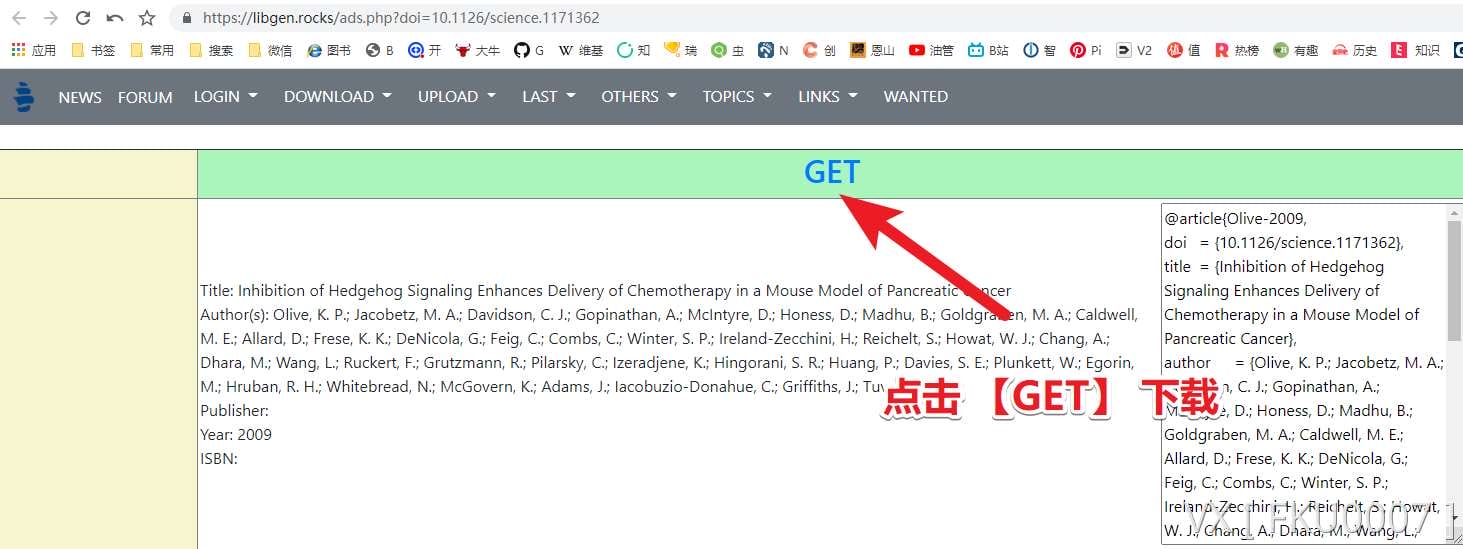 https://libgen.rocks/ads.php?doi=10.1126/science.1171362
应用 书签 常用 搜索 微信 图书 B 开 大牛 G 维基 知 瑞 虫 N 创 恩山 油管 B站 智 Pi V2 值 热榜 有趣 历史 知识
NEWS FORUM LOGIN DOWNLOAD UPLOAD LAST OTHERS TOPICS LINKS WANTED
GET
Title: Inhibition of Hedgehog Signaling Enhances Delivery of Chemotherapy in a Mouse Model of Pancreatic Cancer
Author(s): Olive, K. P.; Jacobetz, M. A.; Davidson, C. J.; Gopinathan, A.; McIntyre, D.; Honess, D.; Madhu, B.; Goldgraben, M. A.; Caldwell,
M. E.; Allard, D.; Frese, K. K.; DeNicola, G.; Feig, C.; Combs, C.; Winter, S. P.; Ireland-Zecchini, H.; Reichelt, S.; Howat, W. J.; Chang, A.;
Dhara, M.; Wang, L.; Ruckert, F.; Grutzmann, R.; Pilarsky, C.; Izeradjene, K.; Hingorani, S. R.; Huang, P.; Davies, S. E.; Plunkett, W.; Egorin,
M.; Hruban, R. H.; Whitebread, N.; McGovern, K.; Adams, J.; Iacobuzio-Donahue, C.; Griffiths, J.;
Publisher:
Year: 2009
ISBN:
点击 【GET】 下载
@article{Olive-2009,
doi = {10.1126/science.1171362},
title = {Inhibition of Hedgehog
Signaling Enhances Delivery of
Chemotherapy in a Mouse Model of
Pancreatic Cancer},
author = {Olive, K. P.; Jacobetz, M. A.;
C. J.; Gopinathan, A.;
D.; Honess, D.; Madhu, B.;
Goldgraben, M. A.; Caldwell, M. E.;
Allard, D.; Frese, K. K.; DeNicola, G.;
Feig, C.; Combs, C.; Winter, S. P.;
Ireland-Zecchini, H.; Reichelt, S.; Howat,
W. J.; Chang, A.; Dhara, M.; Wang, L.;
VX [ FKU0007 ]